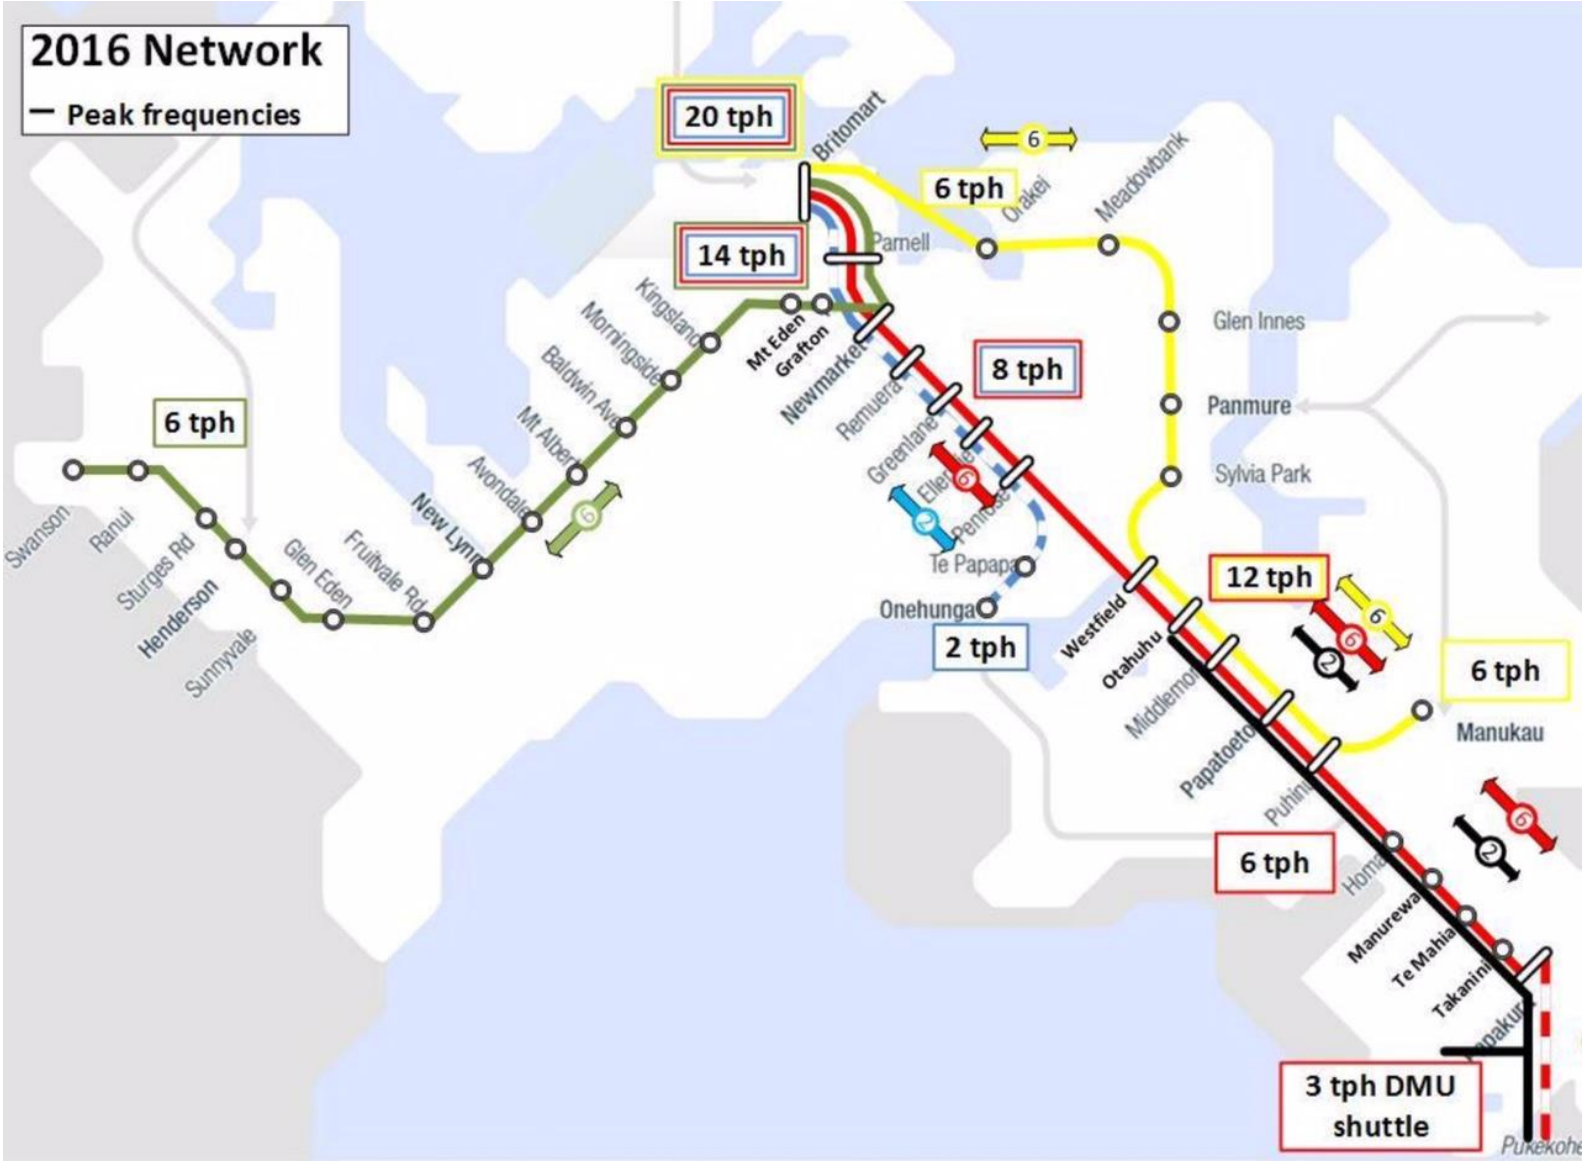 2016 Network
Peak frequencies
20 tph
Britomart
6
6 tph
Orakei
Meadowbank
14 tph
Parnell
Kingsland
Mt Eden
Grafton
Morningside
Newmarket
8 tph
Glen Innes
Baldwin Ave
Remuera
6 tph
Panmure
Mt Albert
Greenlane
Avondale
6
Sylvia Park
Swanson
Ranui
New Lynn
6
2
Penrose
Sturges Rd
Glen Eden
Fruitvale Rd
Te Papapa
12 tph
Henderson
Onehunga
Westfield
6
6
2
Sunnyvale
2 tph
Otahuhu
6 tph
Manukau
Papatoetoe
Puhinui
6
2
6 tph
Homai
Manurewa
Te Mahia
Takanini
Papakura
3 tph DMU
shuttle